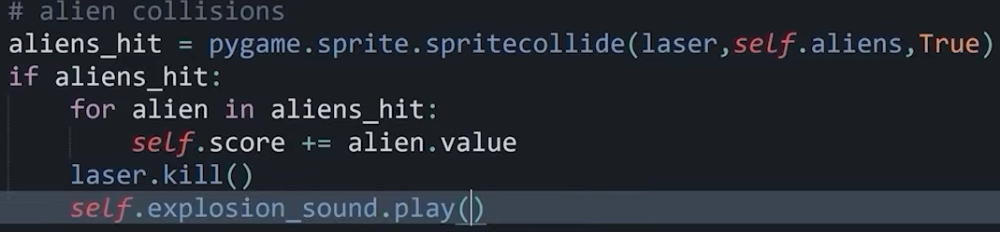 # alien collisions
aliens_hit = pygame.sprite.spritecollide(laser,self.aliens,True)
if aliens_hit:
    for alien in aliens_hit:
        self.score += alien.value
    laser.kill()
    self.explosion_sound.play()